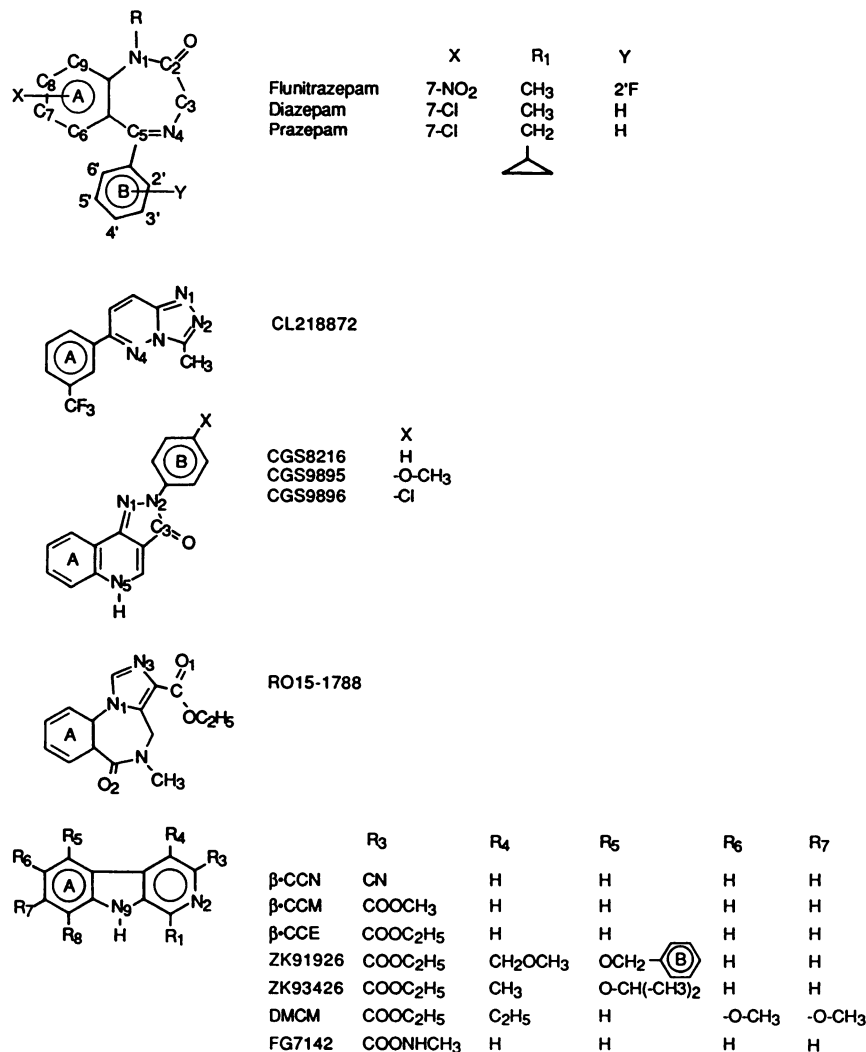 R
N1
O
C2
C3
N4
C5
C6
C7
C8
C9
X
A
6'
2'
B
Y
5'
3'
4'
X R1 Y
Flunitrazepam 7-NO2 CH3 2'F
Diazepam 7-Cl CH3 H
Prazepam 7-Cl CH2 H
N1
N2
N
N4
CH3
A
CF3
CL218872
X
B
N1 N2
C3
O
A
N5
H
X
CGS8216 H
CGS9895 -O-CH3
CGS9896 -Cl
N3
O1
C
OC2H5
N1
A
N
CH3
O2
RO15-1788
R5 R4
R6 R3
A
R7 N9 N2
H
R8 R1
R3 R4 R5 R6 R7
β•CCN CN H H H H
β•CCM COOCH3 H H H H
β•CCE COOC2H5 H H H H
ZK91926 COOC2H5 CH2OCH3 OCH2 B H H
ZK93426 COOC2H5 CH3 O-CH(-CH3)2 H H
DMCM COOC2H5 C2H5 H -O-CH3 -O-CH3
FG7142 COONHCH3 H H H H